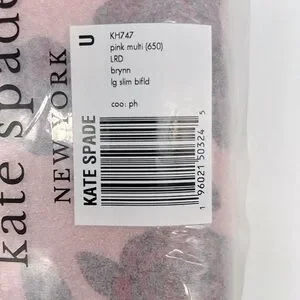 kate spade
NEW YORK
U
KH747
pink multi (650)
LRD
brynn
lg slim bifld
coo: ph
KATE SPADE
1 96021 50324 5